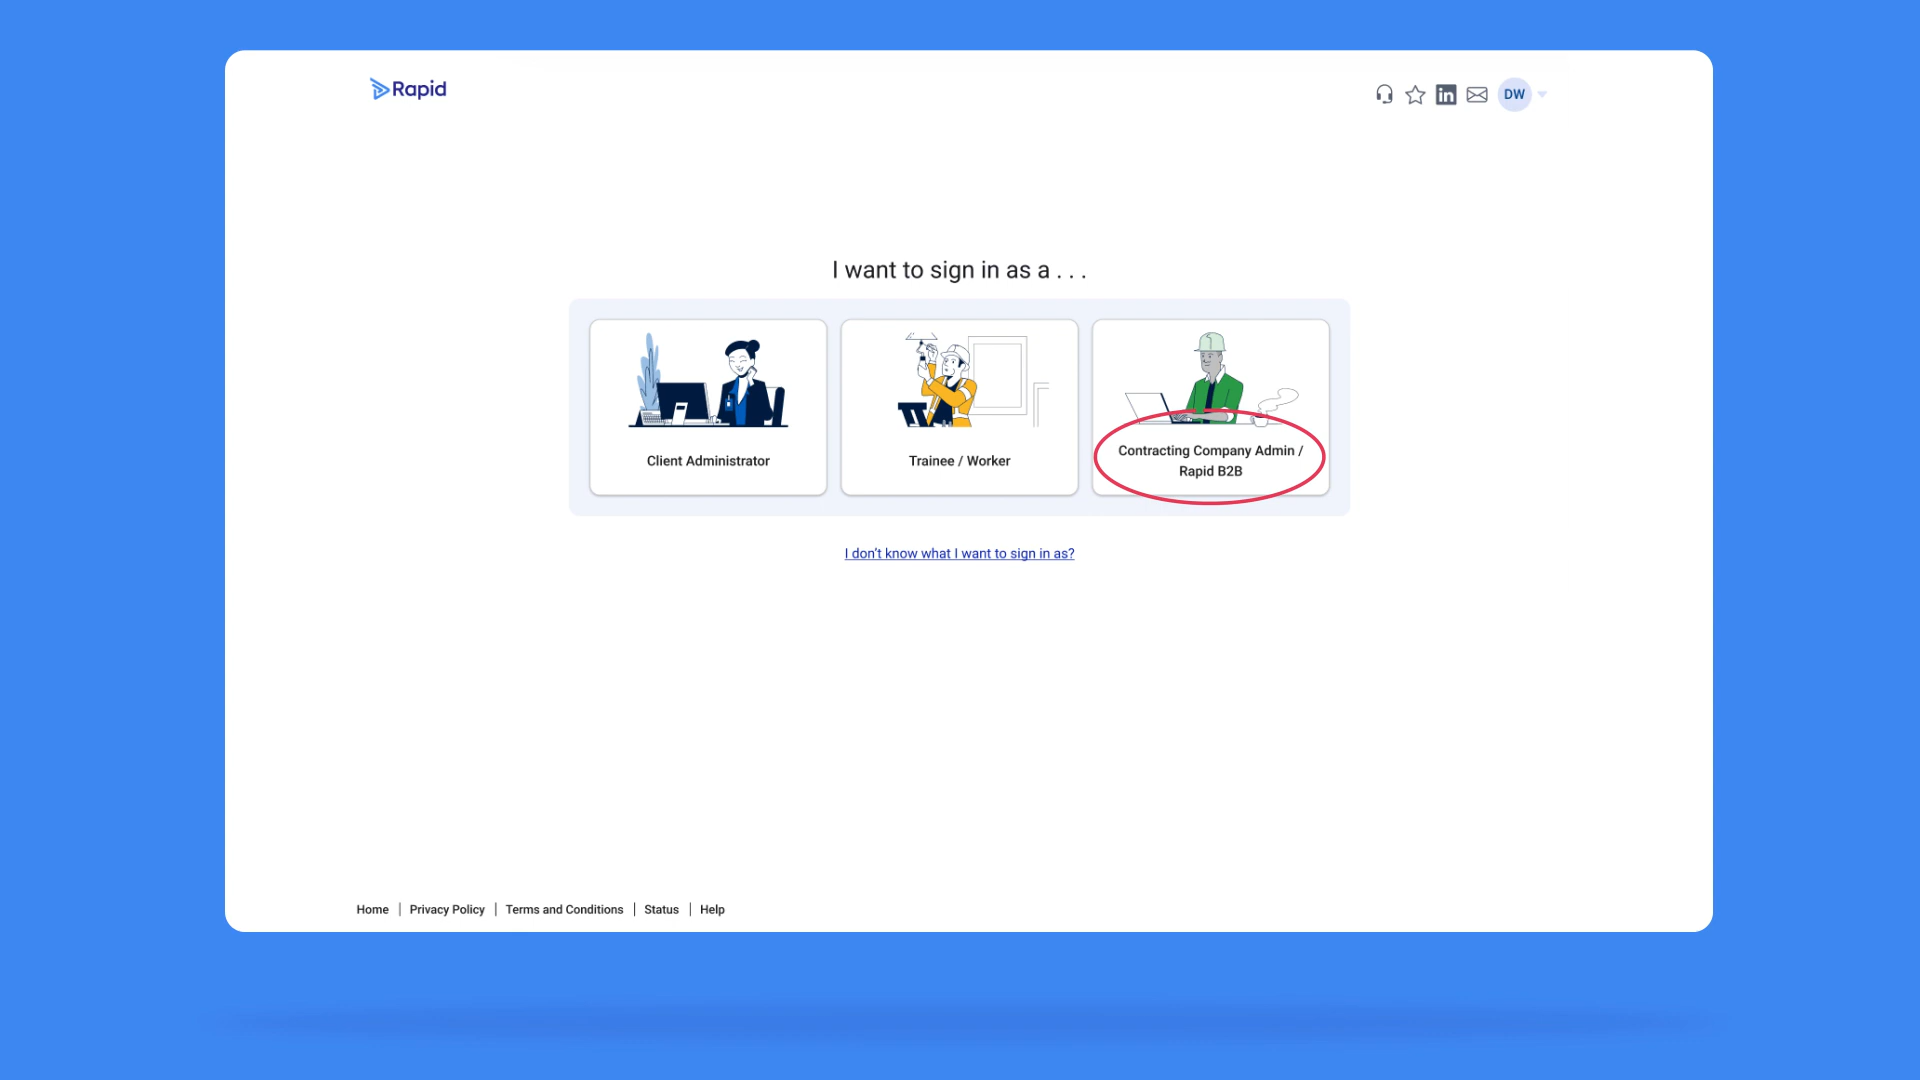 Rapid
in
DW
I want to sign in as a . . .
Client Administrator
Trainee / Worker
Contracting Company Admin /
Rapid B2B
I don't know what I want to sign in as?
Home | Privacy Policy | Terms and Conditions | Status | Help